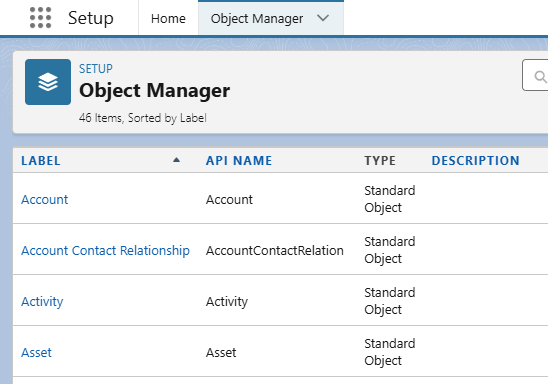 Setup Home Object Manager
SETUP
Object Manager
46 Items, Sorted by Label
LABEL API NAME TYPE DESCRIPTION
Account Account Standard Object
Account Contact Relationship AccountContactRelation Standard Object
Activity Activity Standard Object
Asset Asset Standard Object